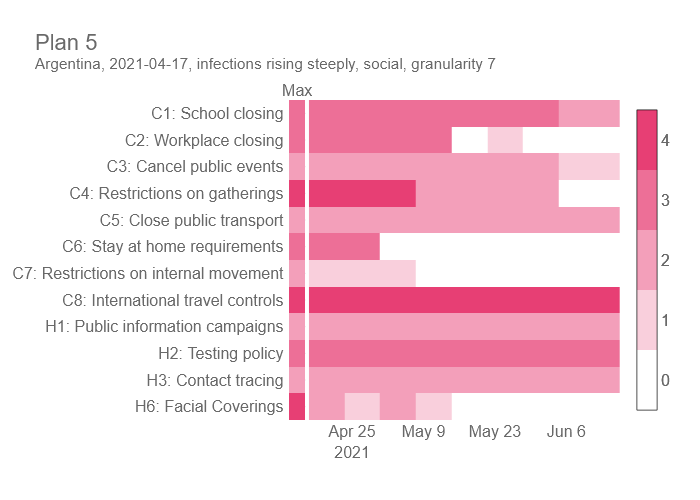 Plan 5
Argentina, 2021-04-17, infections rising steeply, social, granularity 7
Max
C1: School closing
C2: Workplace closing
C3: Cancel public events
C4: Restrictions on gatherings
C5: Close public transport
C6: Stay at home requirements
C7: Restrictions on internal movement
C8: International travel controls
H1: Public information campaigns
H2: Testing policy
H3: Contact tracing
H6: Facial Coverings
Apr 25 May 9 May 23 Jun 6
2021
4
3
2
1
0